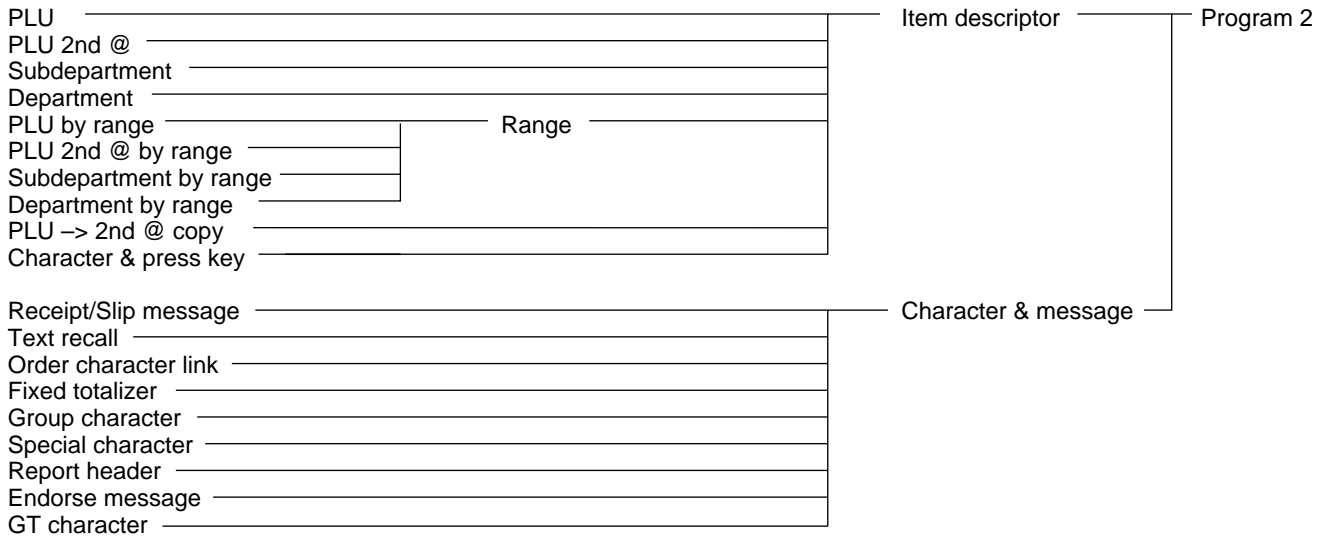 PLU Item descriptor Program 2
PLU 2nd @
Subdepartment
Department
PLU by range Range
PLU 2nd @ by range
Subdepartment by range
Department by range
PLU –> 2nd @ copy
Character & press key
Receipt/Slip message Character & message
Text recall
Order character link
Fixed totalizer
Group character
Special character
Report header
Endorse message
GT character